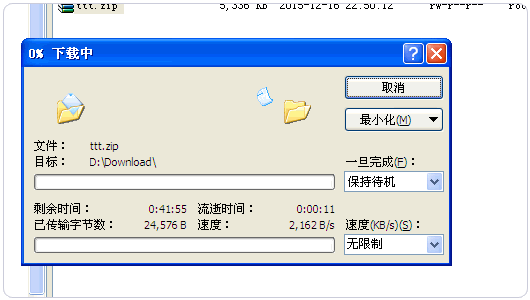 ttt.zip 5,336 KB 2015-12-16 22:50:12 rw-r--r--
0% 下载中
取消
最小化(M)
文件： ttt.zip
目标： D:\Download\
一旦完成(F)：
保持待机
剩余时间： 0:41:55 流逝时间： 0:00:11
已传输字节数： 24,576 B 速度： 2,162 B/s
速度(KB/s)(S)：
无限制